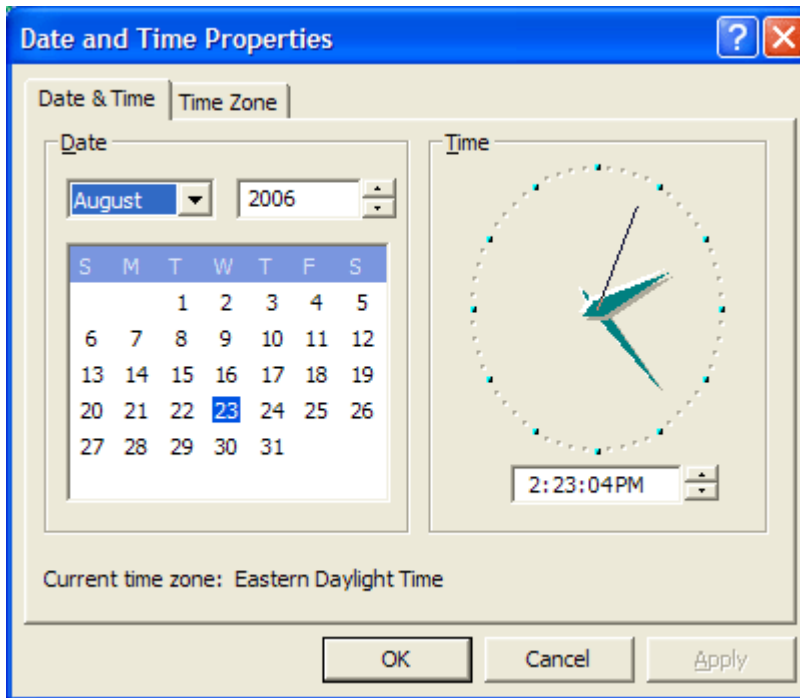 Date and Time Properties
Date & Time Time Zone
Date
August 2006
S M T W T F S
1 2 3 4 5
6 7 8 9 10 11 12
13 14 15 16 17 18 19
20 21 22 23 24 25 26
27 28 29 30 31
Time
2:23:04PM
Current time zone: Eastern Daylight Time
OK Cancel Apply